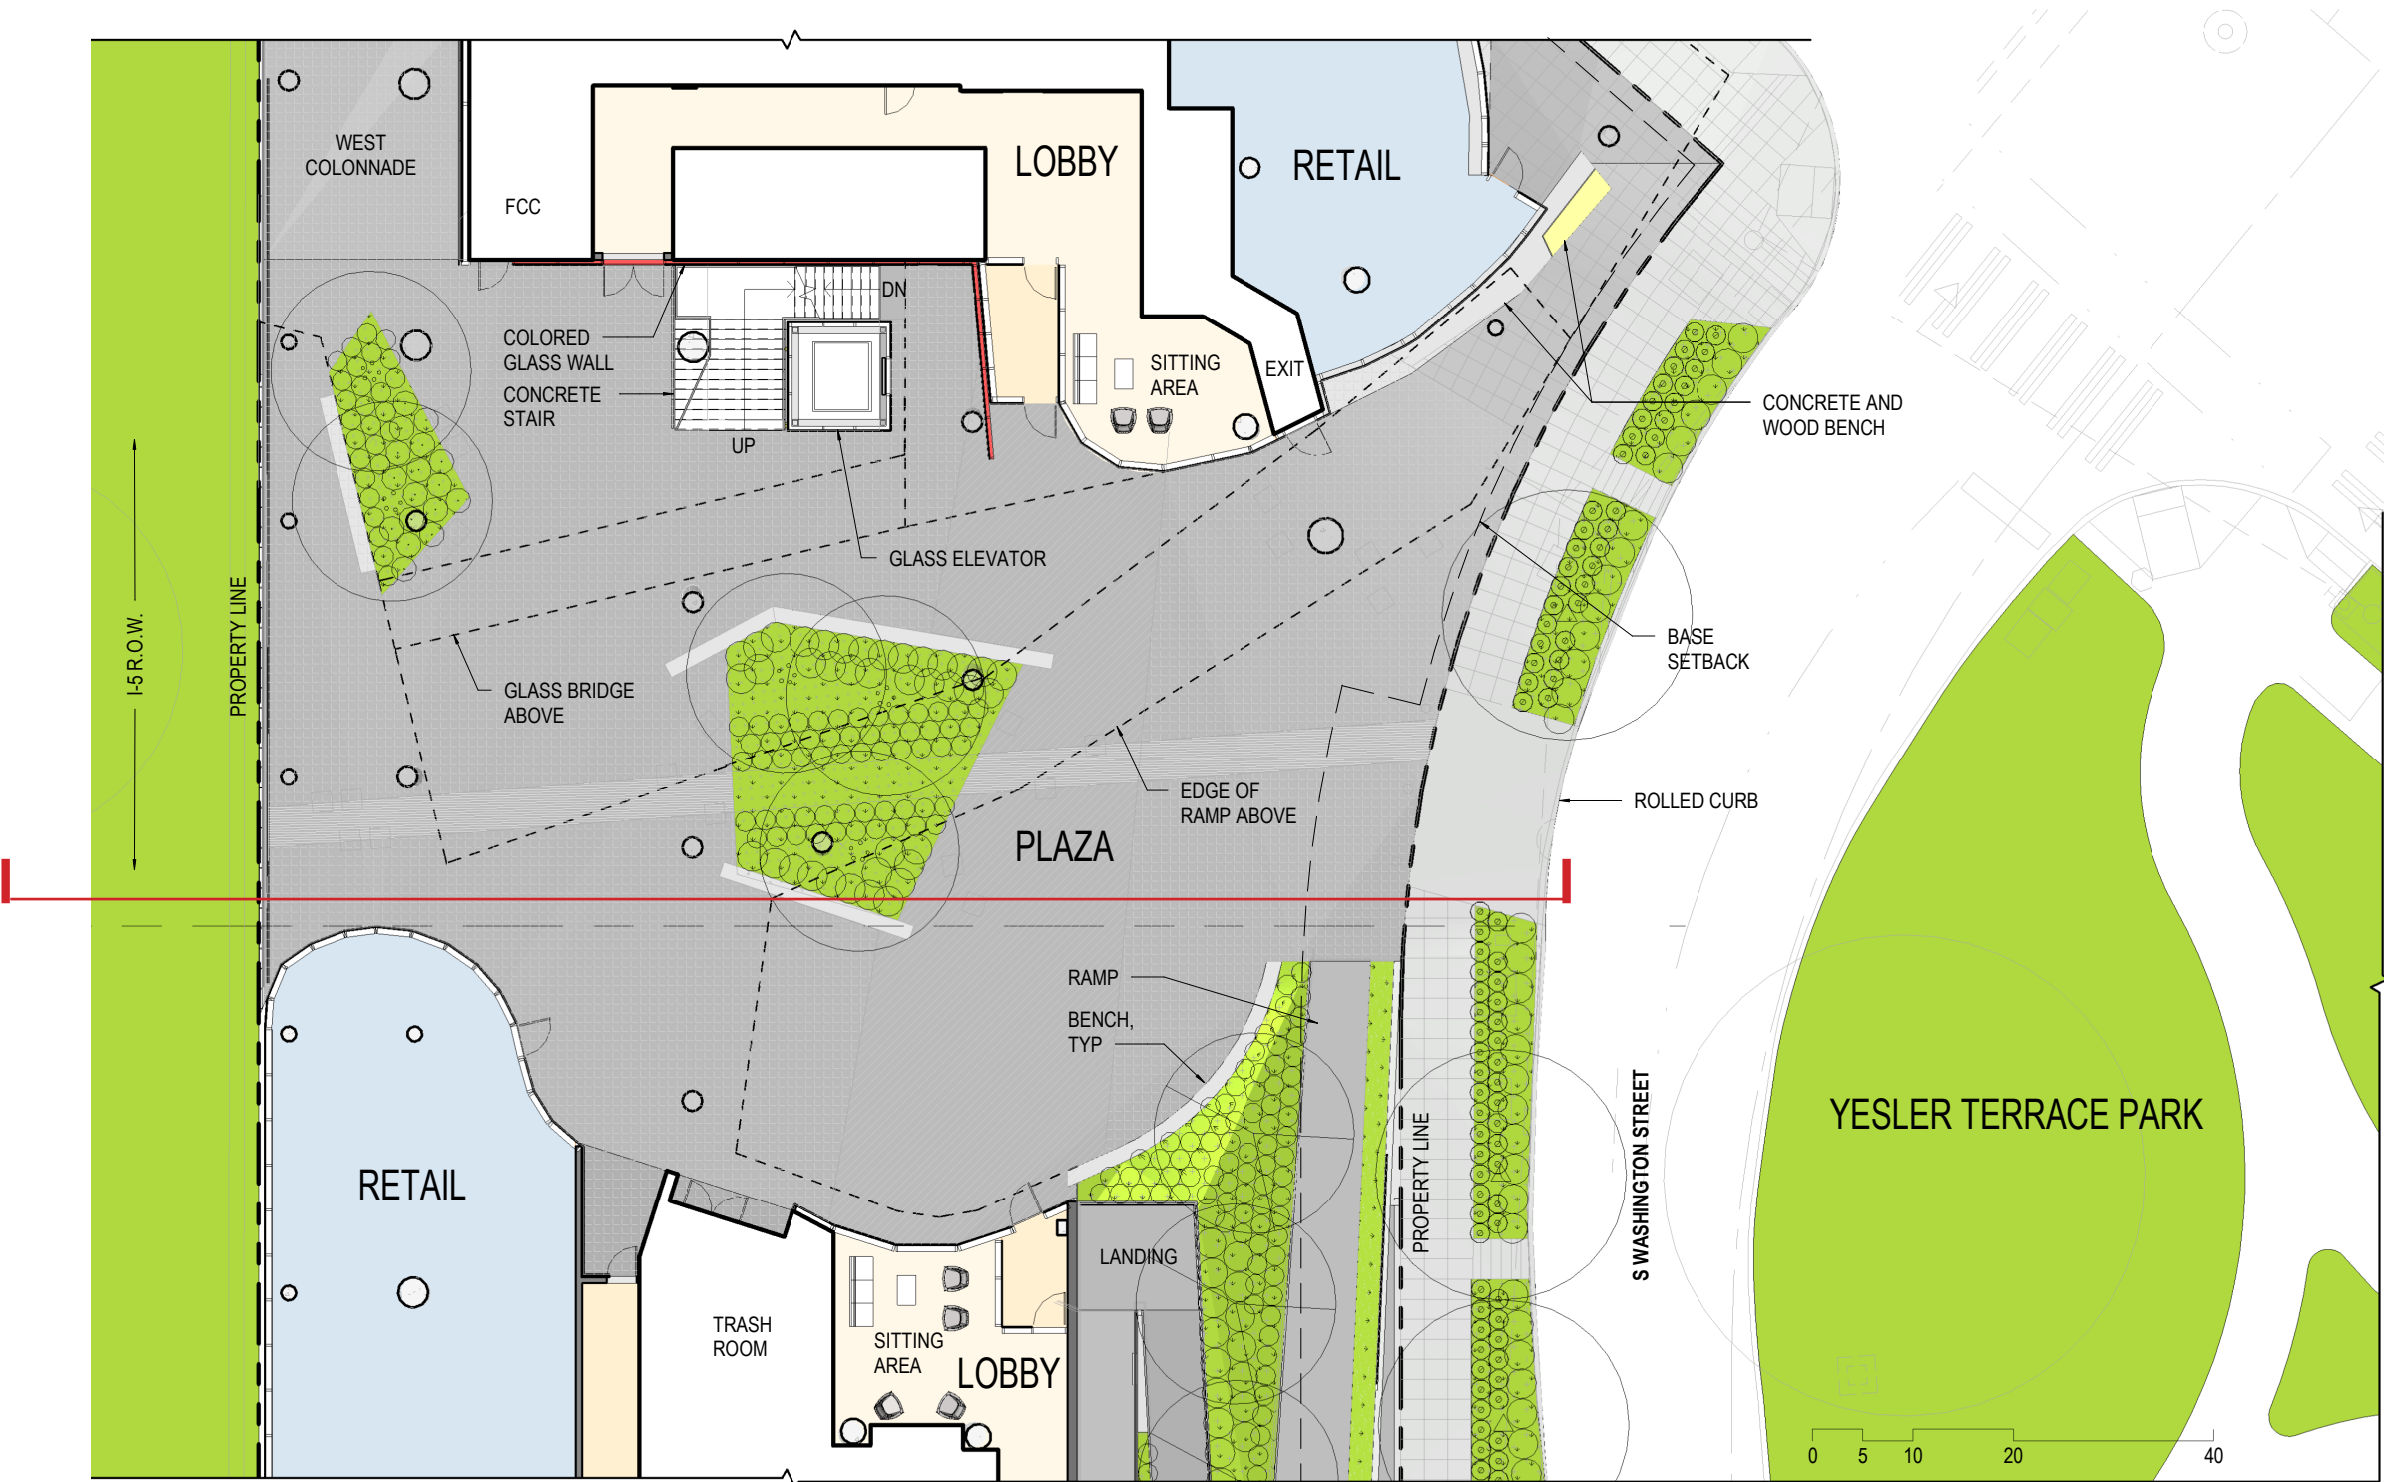 WEST
COLONNADE
FCC
LOBBY
RETAIL
DN
COLORED
GLASS WALL
CONCRETE
STAIR
UP
SITTING
AREA
EXIT
CONCRETE AND
WOOD BENCH
GLASS ELEVATOR
I-5 R.O.W.
PROPERTY LINE
GLASS BRIDGE
ABOVE
BASE
SETBACK
EDGE OF
RAMP ABOVE
ROLLED CURB
PLAZA
RAMP
BENCH,
TYP
PROPERTY LINE
S WASHINGTON STREET
YESLER TERRACE PARK
RETAIL
LANDING
TRASH
ROOM
SITTING
AREA
LOBBY
0 5 10 20 40